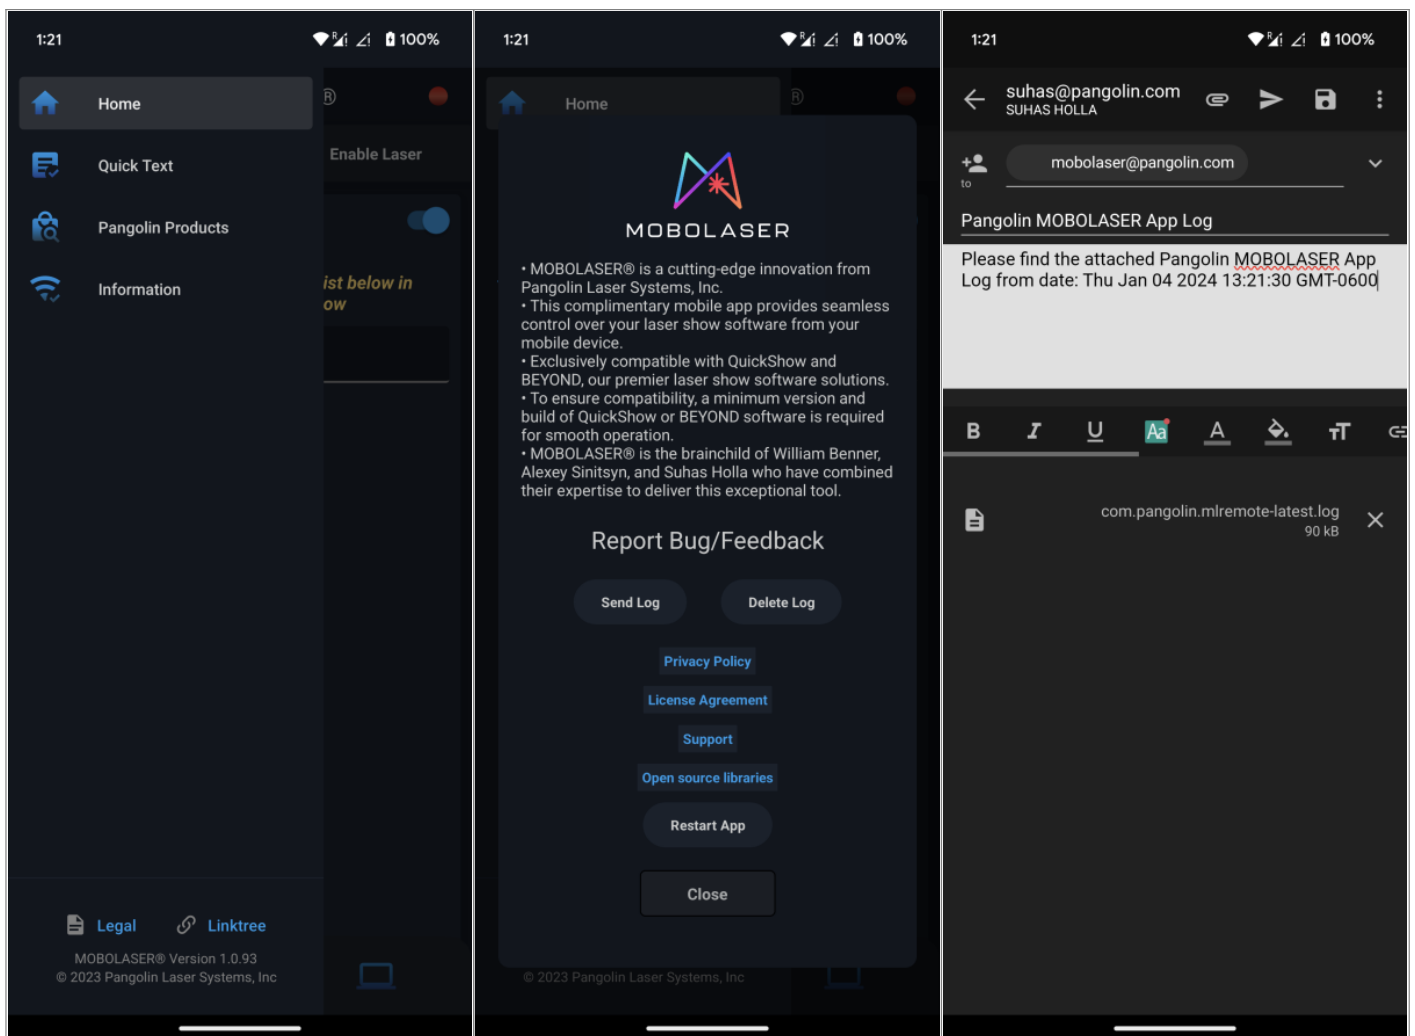 1:21
R
100%
Home
®
Quick Text
Enable Laser
Pangolin Products
Information
ist below in
ow
Legal
Linktree
MOBOLASER® Version 1.0.93
© 2023 Pangolin Laser Systems, Inc
1:21
R
100%
Home
®
MOBOLASER
• MOBOLASER® is a cutting-edge innovation from
Pangolin Laser Systems, Inc.
• This complimentary mobile app provides seamless
control over your laser show software from your
mobile device.
• Exclusively compatible with QuickShow and
BEYOND, our premier laser show software solutions.
• To ensure compatibility, a minimum version and
build of QuickShow or BEYOND software is required
for smooth operation.
• MOBOLASER® is the brainchild of William Benner,
Alexey Sinitsyn, and Suhas Holla who have combined
their expertise to deliver this exceptional tool.
Report Bug/Feedback
Send Log
Delete Log
Privacy Policy
License Agreement
Support
Open source libraries
Restart App
Close
© 2023 Pangolin Laser Systems, Inc
1:21
R
100%
suhas@pangolin.com
SUHAS HOLLA
to
mobolaser@pangolin.com
Pangolin MOBOLASER App Log
Please find the attached Pangolin MOBOLASER App
Log from date: Thu Jan 04 2024 13:21:30 GMT-0600
B I U Aa A TT
com.pangolin.mlremote-latest.log
90 kB